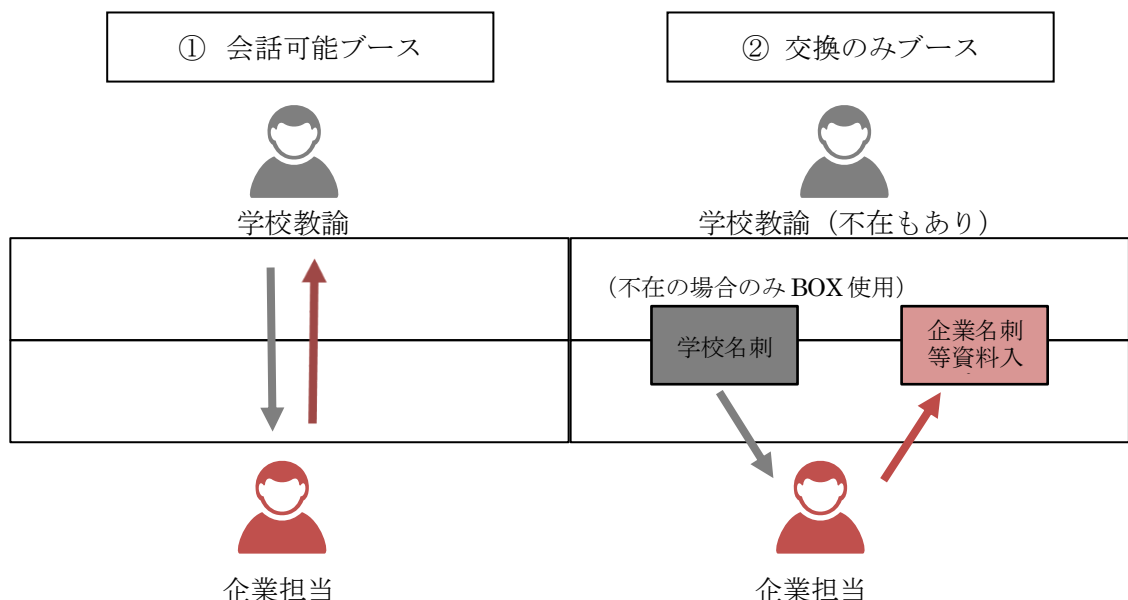 ① 会話可能ブース
② 交換のみブース
学校教諭
学校教諭（不在もあり）
（不在の場合のみ BOX 使用）
学校名刺
企業名刺
等資料入
企業担当
企業担当